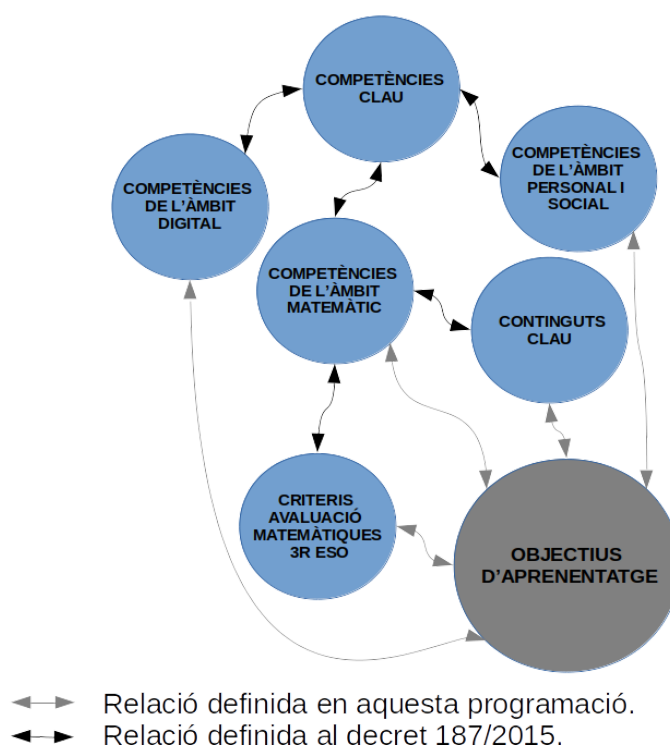 COMPETÈNCIES
CLAU
COMPETÈNCIES
DE L'ÀMBIT
DIGITAL
COMPETÈNCIES
DE L'ÀMBIT
PERSONAL I
SOCIAL
COMPETÈNCIES
DE L'ÀMBIT
MATEMÀTIC
CONTINGUTS
CLAU
CRITERIS
AVALUACIÓ
MATEMÀTIQUES
3R ESO
OBJECTIUS
D'APRENENTATGE
Relació definida en aquesta programació.
Relació definida al decret 187/2015.